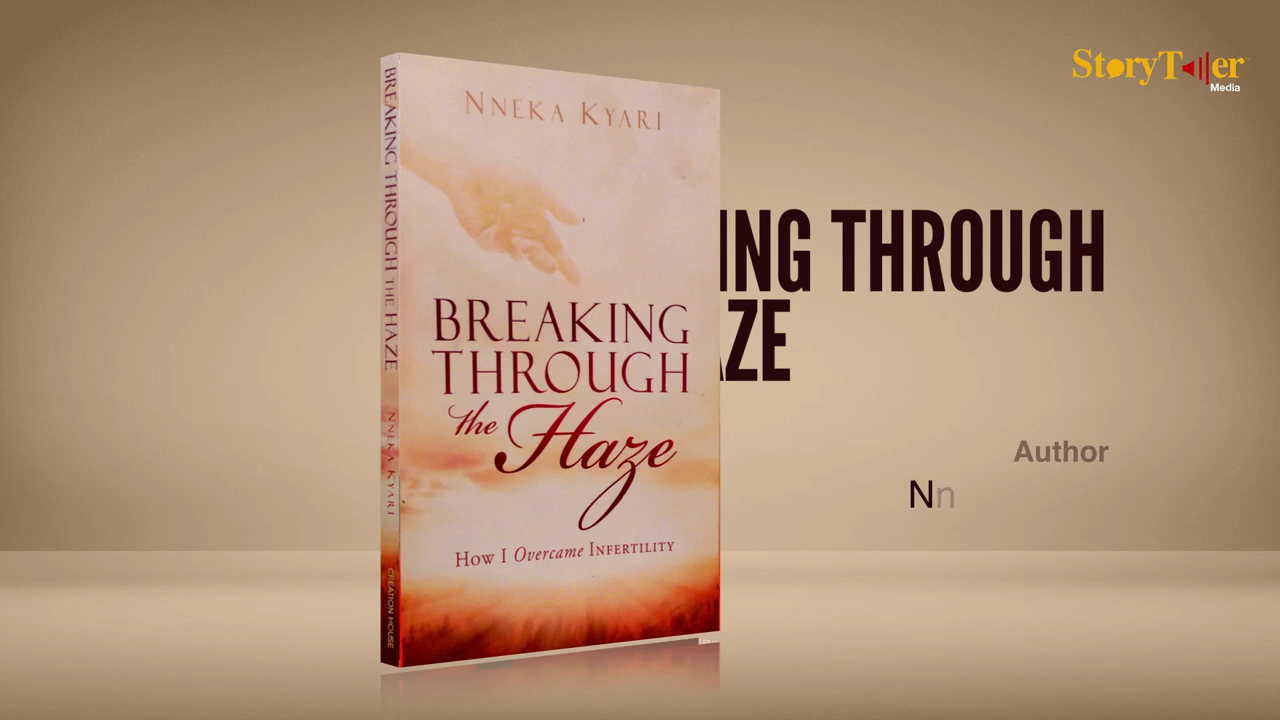 StoryTeller
Media
NNEKA KYARI
BREAKING
THROUGH
the Haze
HOW I Overcame INFERTILITY
BREAKING THROUGH THE HAZE
NNEKA KYARI
CREATION HOUSE
ING THROUGH
AZE
Author
Nn